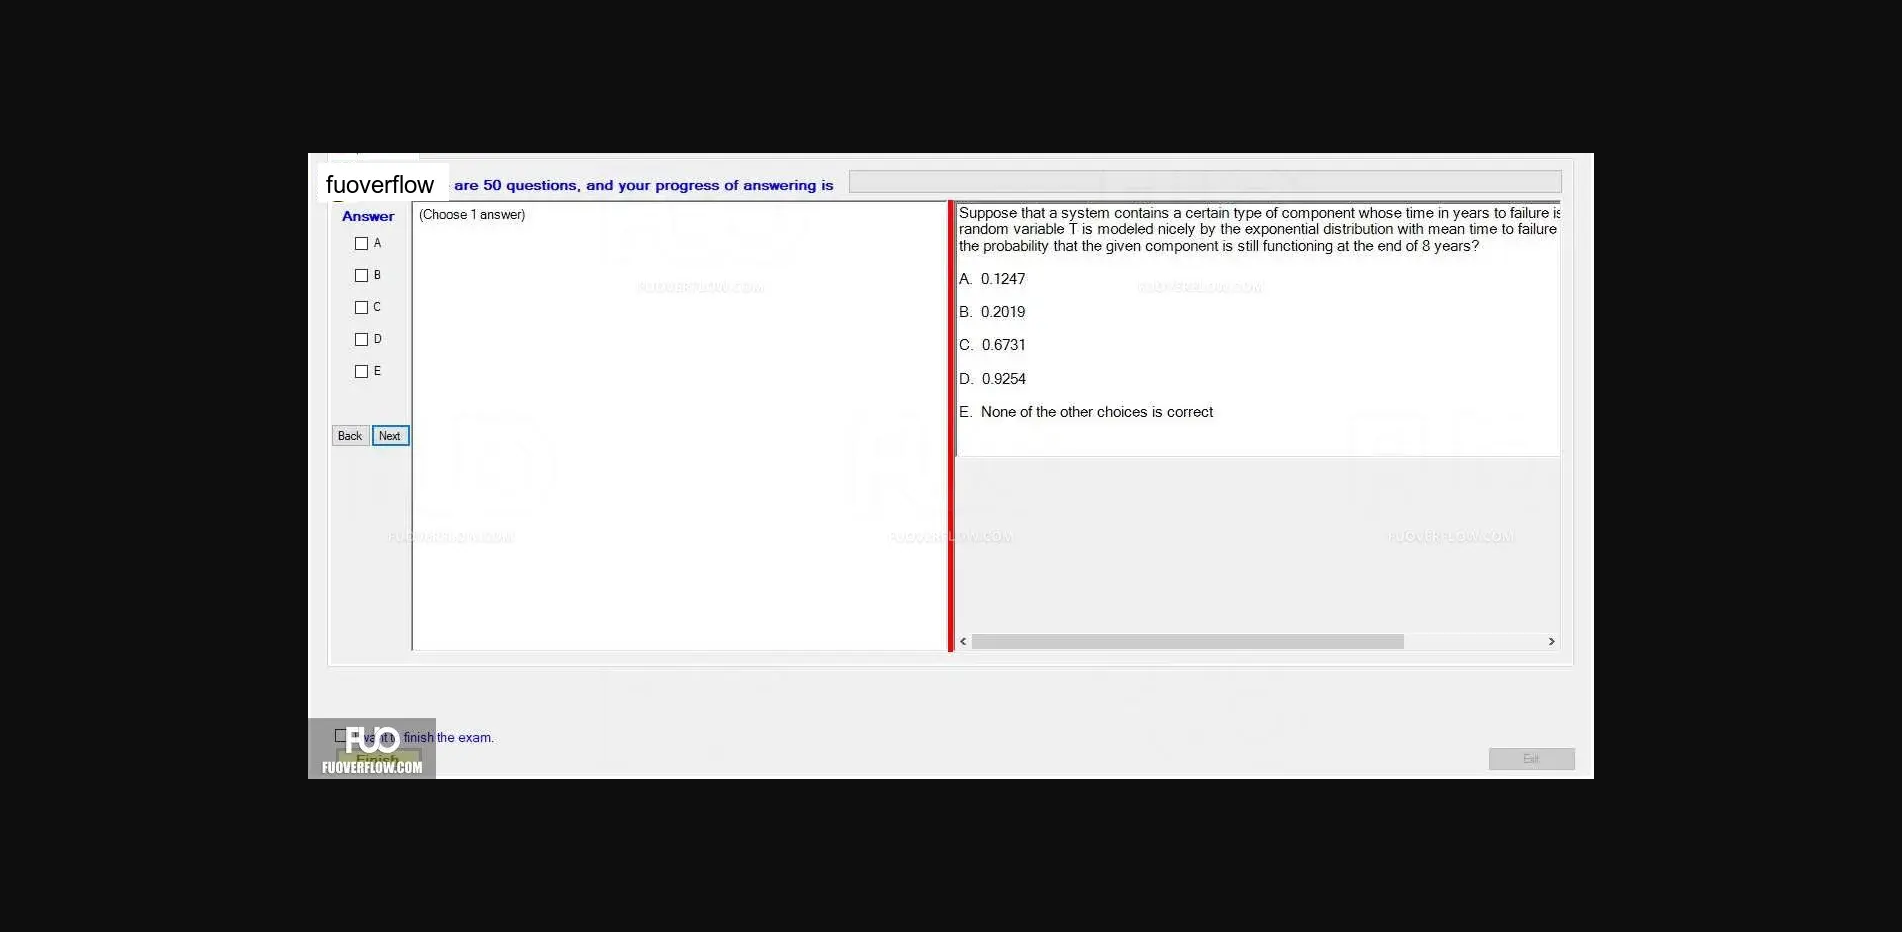 fuoverflow are 50 questions, and your progress of answering is
Answer
A
B
C
D
E
Back Next
(Choose 1 answer)
Suppose that a system contains a certain type of component whose time in years to failure is
random variable T is modeled nicely by the exponential distribution with mean time to failure
the probability that the given component is still functioning at the end of 8 years?
A. 0.1247
B. 0.2019
C. 0.6731
D. 0.9254
E. None of the other choices is correct
FUOVERFLOW.COM FUOVERFLOW.COM
FUOVERFLOW.COM FUOVERFLOW.COM FUOVERFLOW.COM
I want to finish the exam.
Finish
FUO
FUOVERFLOW.COM
Exit